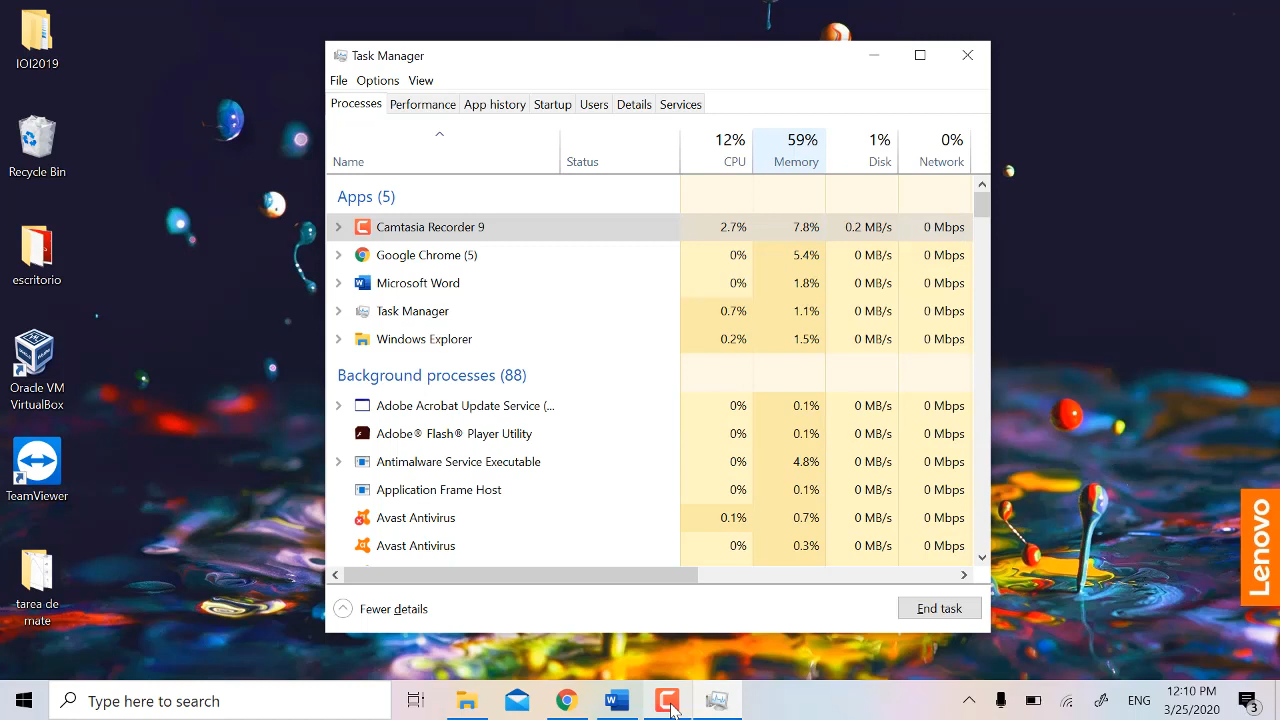 IOI2019
Recycle Bin
escritorio
Oracle VM
VirtualBox
TeamViewer
tarea de
mate
Task Manager
File Options View
Processes Performance App history Startup Users Details Services
12% 59% 1% 0%
Name Status CPU Memory Disk Network
Apps (5)
Camtasia Recorder 9 2.7% 7.8% 0.2 MB/s 0 Mbps
Google Chrome (5) 0% 5.4% 0 MB/s 0 Mbps
Microsoft Word 0% 1.8% 0 MB/s 0 Mbps
Task Manager 0.7% 1.1% 0 MB/s 0 Mbps
Windows Explorer 0.2% 1.5% 0 MB/s 0 Mbps
Background processes (88)
Adobe Acrobat Update Service (... 0% 0.1% 0 MB/s 0 Mbps
Adobe® Flash® Player Utility 0% 0.1% 0 MB/s 0 Mbps
Antimalware Service Executable 0% 4.8% 0 MB/s 0 Mbps
Application Frame Host 0% 0.1% 0 MB/s 0 Mbps
Avast Antivirus 0.1% 0.7% 0 MB/s 0 Mbps
Avast Antivirus 0% 0.3% 0 MB/s 0 Mbps
Fewer details
End task
Lenovo
Type here to search
ENG
12:10 PM
3/25/2020
3